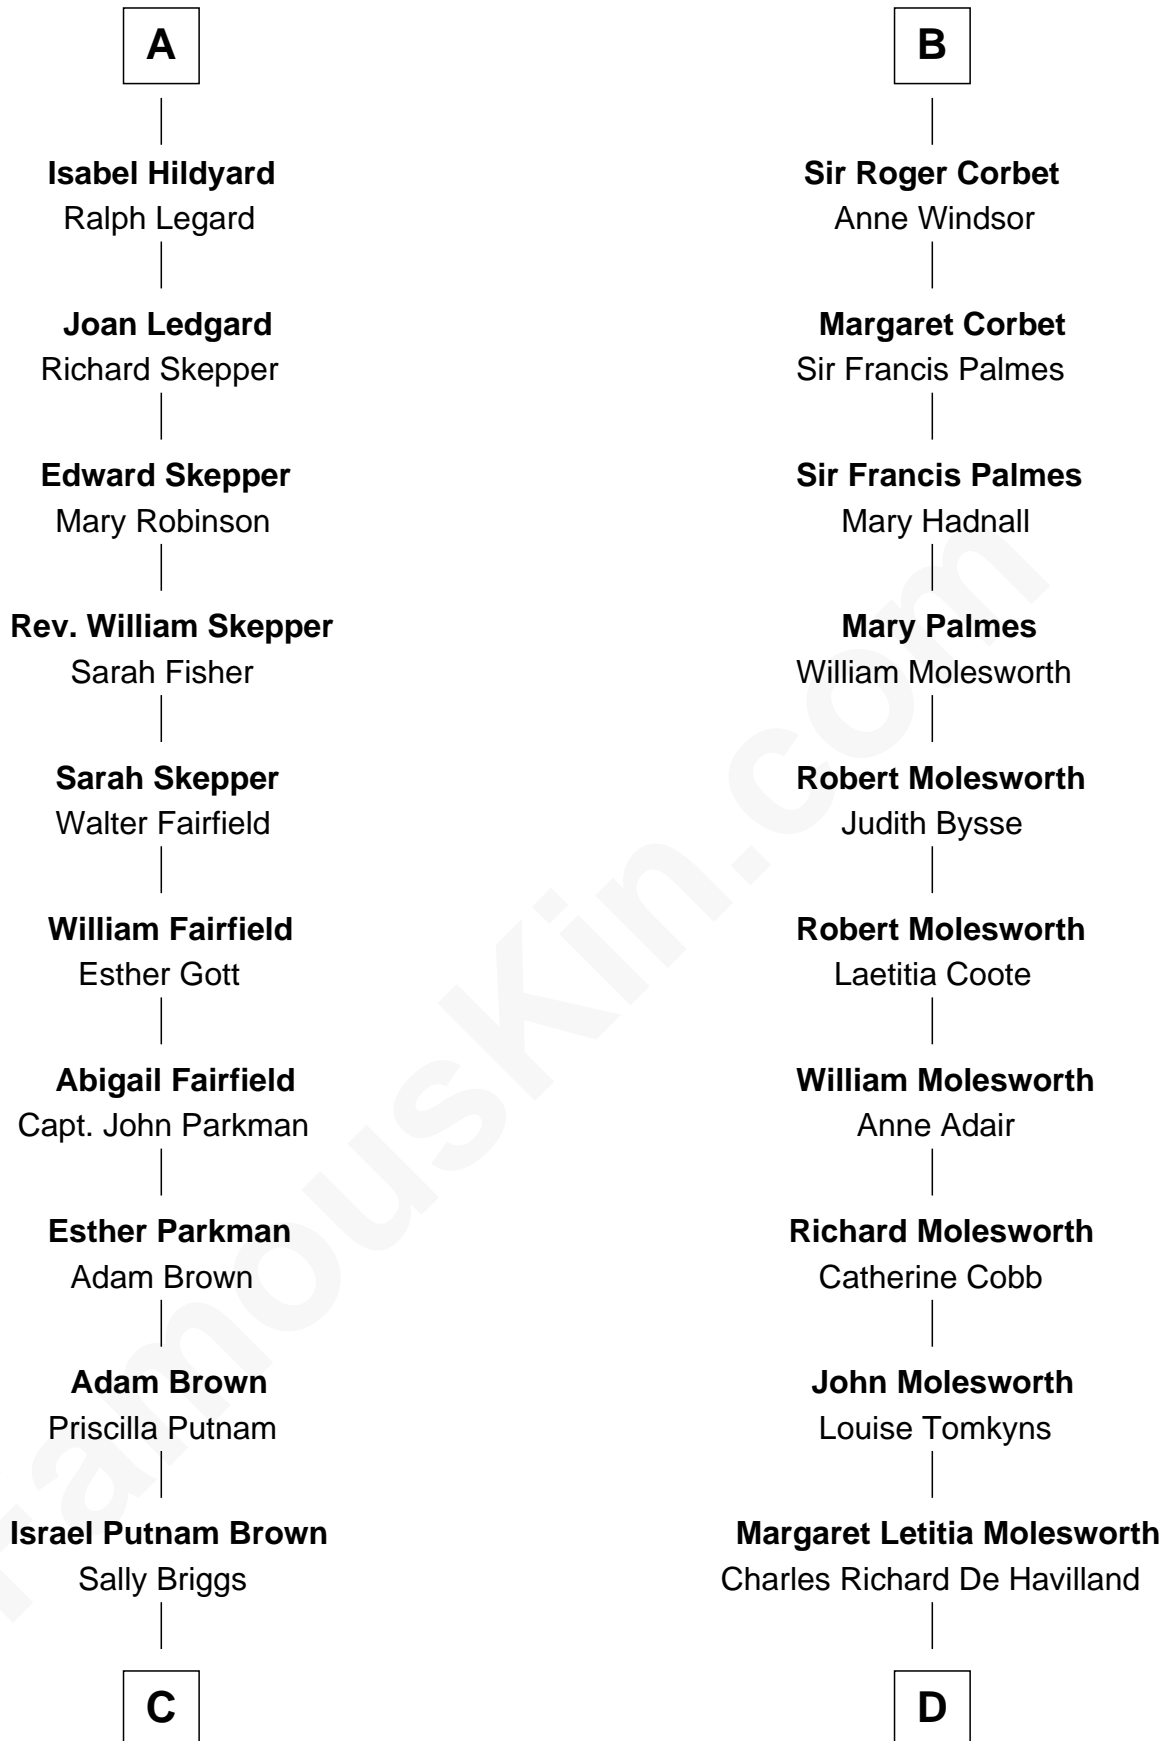 A
Isabel Hildyard
Ralph Legard
Joan Ledgard
Richard Skepper
Edward Skepper
Mary Robinson
Rev. William Skepper
Sarah Fisher
Sarah Skepper
Walter Fairfield
William Fairfield
Esther Gott
Abigail Fairfield
Capt. John Parkman
Esther Parkman
Adam Brown
Adam Brown
Priscilla Putnam
Israel Putnam Brown
Sally Briggs
C
B
Sir Roger Corbet
Anne Windsor
Margaret Corbet
Sir Francis Palmes
Sir Francis Palmes
Mary Hadnall
Mary Palmes
William Molesworth
Robert Molesworth
Judith Bysse
Robert Molesworth
Laetitia Coote
William Molesworth
Anne Adair
Richard Molesworth
Catherine Cobb
John Molesworth
Louise Tomkyns
Margaret Letitia Molesworth
Charles Richard De Havilland
D
FamousKin.com